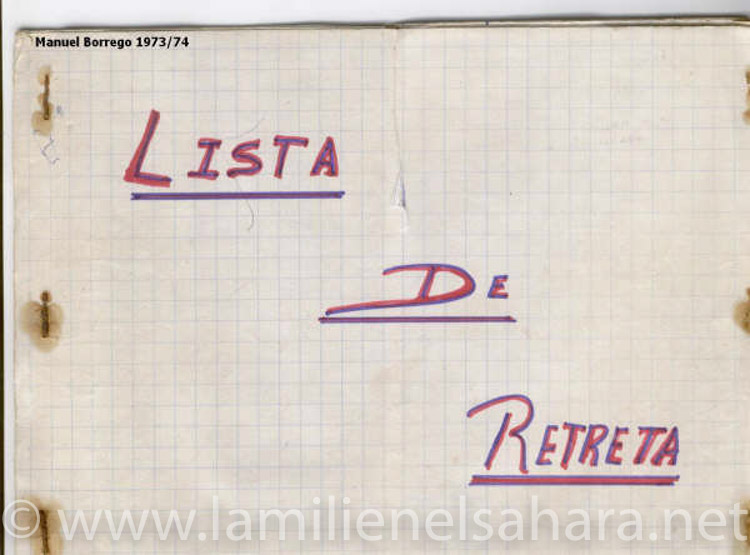 Manuel Borrego 1973/74
LISTA
DE
RETRETA
© www.lamilienelsahara.net